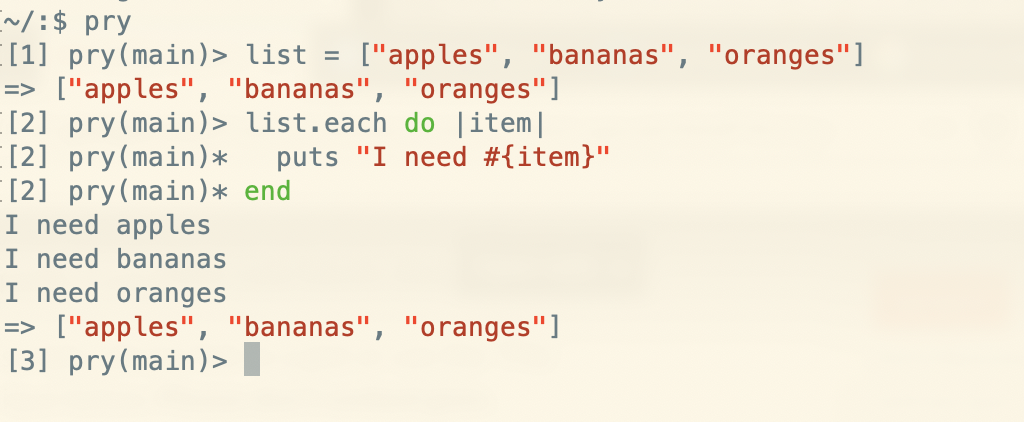 ~/:$ pry
[1] pry(main)> list = ["apples", "bananas", "oranges"]
=> ["apples", "bananas", "oranges"]
[2] pry(main)> list.each do |item|
[2] pry(main)*   puts "I need #{item}"
[2] pry(main)* end
I need apples
I need bananas
I need oranges
=> ["apples", "bananas", "oranges"]
[3] pry(main)>